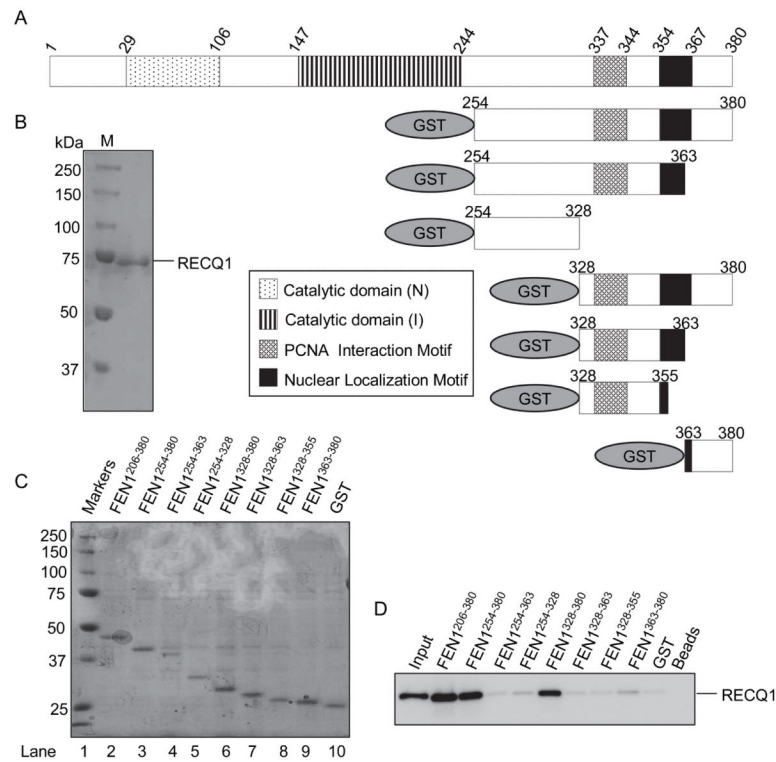 A
1 29 106 147 244 337 344 354 367 380
254 380
GST
254 363
GST
254 328
GST
328 380
GST
328 363
GST
328 355
GST
363 380
GST
B
kDa M
250
150
100
75
50
37
RECQ1
Catalytic domain (N)
Catalytic domain (I)
PCNA Interaction Motif
Nuclear Localization Motif
C
Markers FEN1206-380 FEN1254-380 FEN1254-363 FEN1254-328 FEN1328-380 FEN1328-363 FEN1328-355 FEN1363-380 GST
250
150
100
75
50
37
25
Lane 1 2 3 4 5 6 7 8 9 10
D
Input FEN1206-380 FEN1254-380 FEN1254-363 FEN1254-328 FEN1328-380 FEN1328-363 FEN1328-355 FEN1363-380 GST Beads
RECQ1